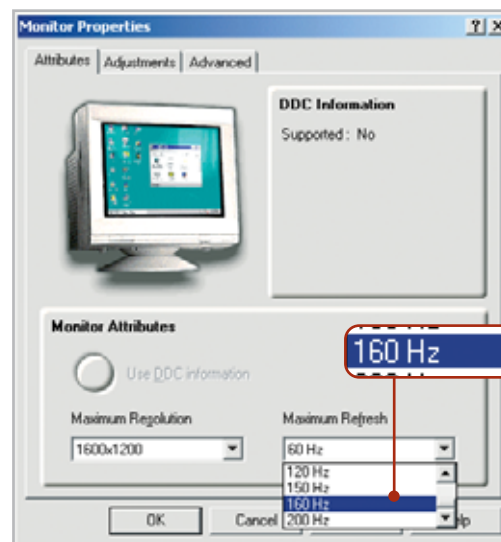 Monitor Properties
Attributes Adjustments Advanced
DDC Information
Supported: No
Monitor Attributes
Use DDC information
160 Hz
Maximum Resolution
Maximum Refresh
1600x1200
60 Hz
120 Hz
150 Hz
160 Hz
200 Hz
OK Cancel